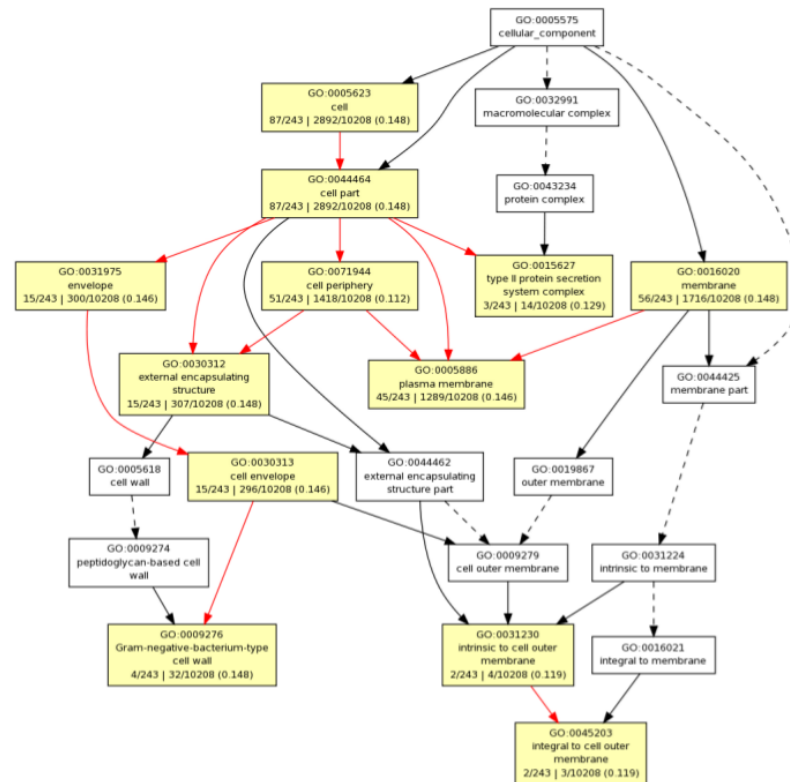 GO:0005575
cellular_component
GO:0005623
cell
87/243 | 2892/10208 (0.148)
GO:0032991
macromolecular complex
GO:0044464
cell part
87/243 | 2892/10208 (0.148)
GO:0043234
protein complex
GO:0031975
envelope
15/243 | 300/10208 (0.146)
GO:0071944
cell periphery
51/243 | 1418/10208 (0.112)
GO:0015627
type II protein secretion
system complex
3/243 | 14/10208 (0.129)
GO:0016020
membrane
56/243 | 1716/10208 (0.148)
GO:0030312
external encapsulating
structure
15/243 | 307/10208 (0.148)
GO:0005886
plasma membrane
45/243 | 1289/10208 (0.146)
GO:0044425
membrane part
GO:0005618
cell wall
GO:0030313
cell envelope
15/243 | 296/10208 (0.146)
GO:0044462
external encapsulating
structure part
GO:0019867
outer membrane
GO:0009274
peptidoglycan-based cell
wall
GO:0009279
cell outer membrane
GO:0031224
intrinsic to membrane
GO:0009276
Gram-negative-bacterium-type
cell wall
4/243 | 32/10208 (0.148)
GO:0031230
intrinsic to cell outer
membrane
2/243 | 4/10208 (0.119)
GO:0016021
integral to membrane
GO:0045203
integral to cell outer
membrane
2/243 | 3/10208 (0.119)